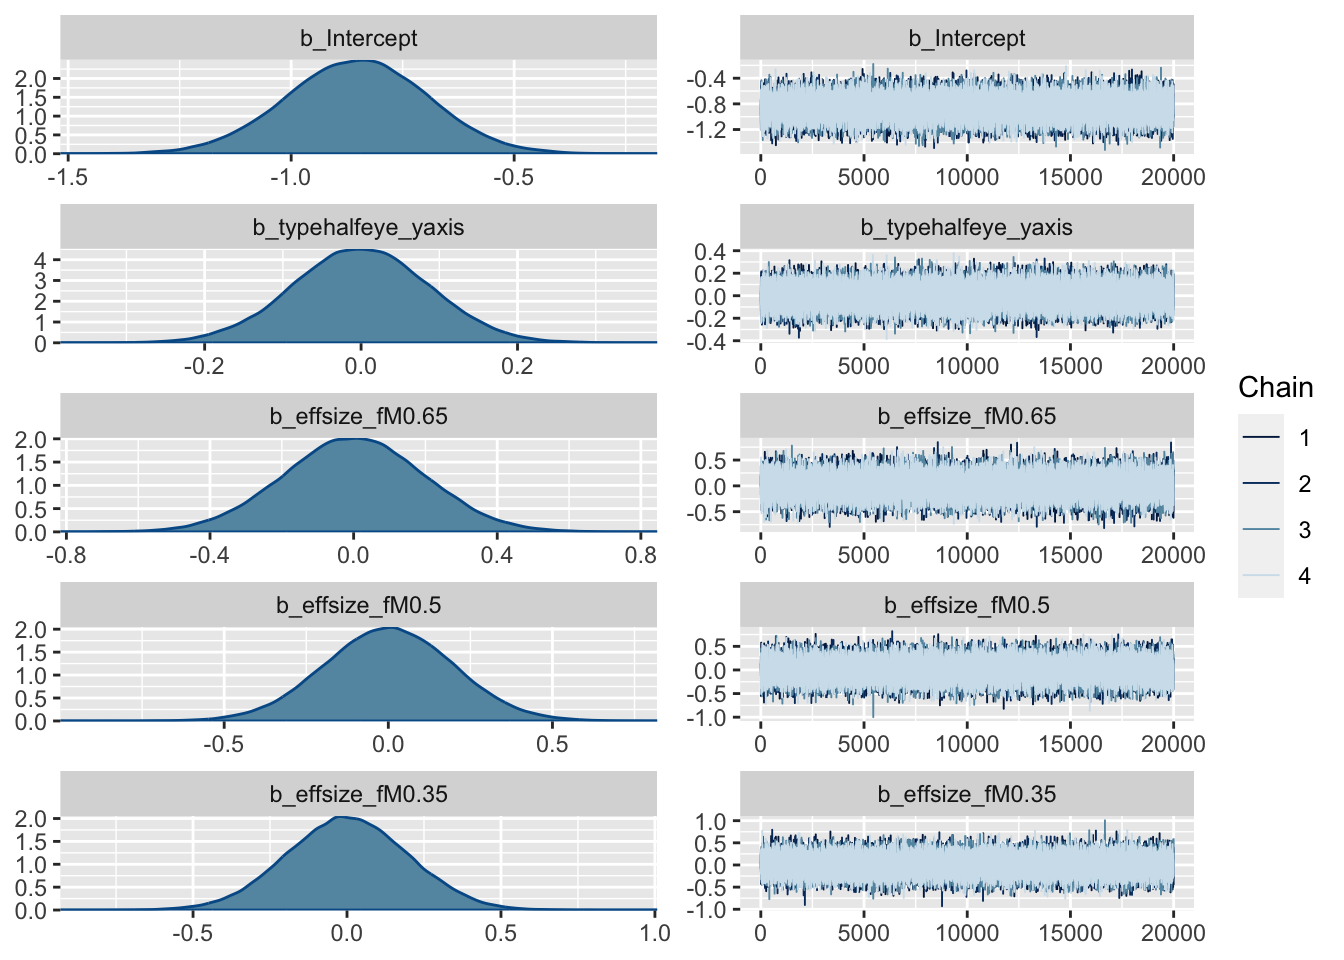 b_Intercept b_Intercept
2.0 1.5 1.0 0.5 0.0 -0.4 -0.8 -1.2
-1.5 -1.0 -0.5 0 5000 10000 15000 20000
b_typehalfeye_yaxis b_typehalfeye_yaxis
4 3 2 1 0 0.4 0.2 0.0 -0.2 -0.4
-0.2 0.0 0.2 0 5000 10000 15000 20000
b_effsize_fM0.65 b_effsize_fM0.65
2.0 1.5 1.0 0.5 0.0 0.5 0.0 -0.5
-0.8 -0.4 0.0 0.4 0.8 0 5000 10000 15000 20000
b_effsize_fM0.5 b_effsize_fM0.5
2.0 1.5 1.0 0.5 0.0 0.5 0.0 -0.5 -1.0
-0.5 0.0 0.5 0 5000 10000 15000 20000
b_effsize_fM0.35 b_effsize_fM0.35
2.0 1.5 1.0 0.5 0.0 1.0 0.5 0.0 -0.5 -1.0
-0.5 0.0 0.5 1.0 0 5000 10000 15000 20000
Chain
1
2
3
4